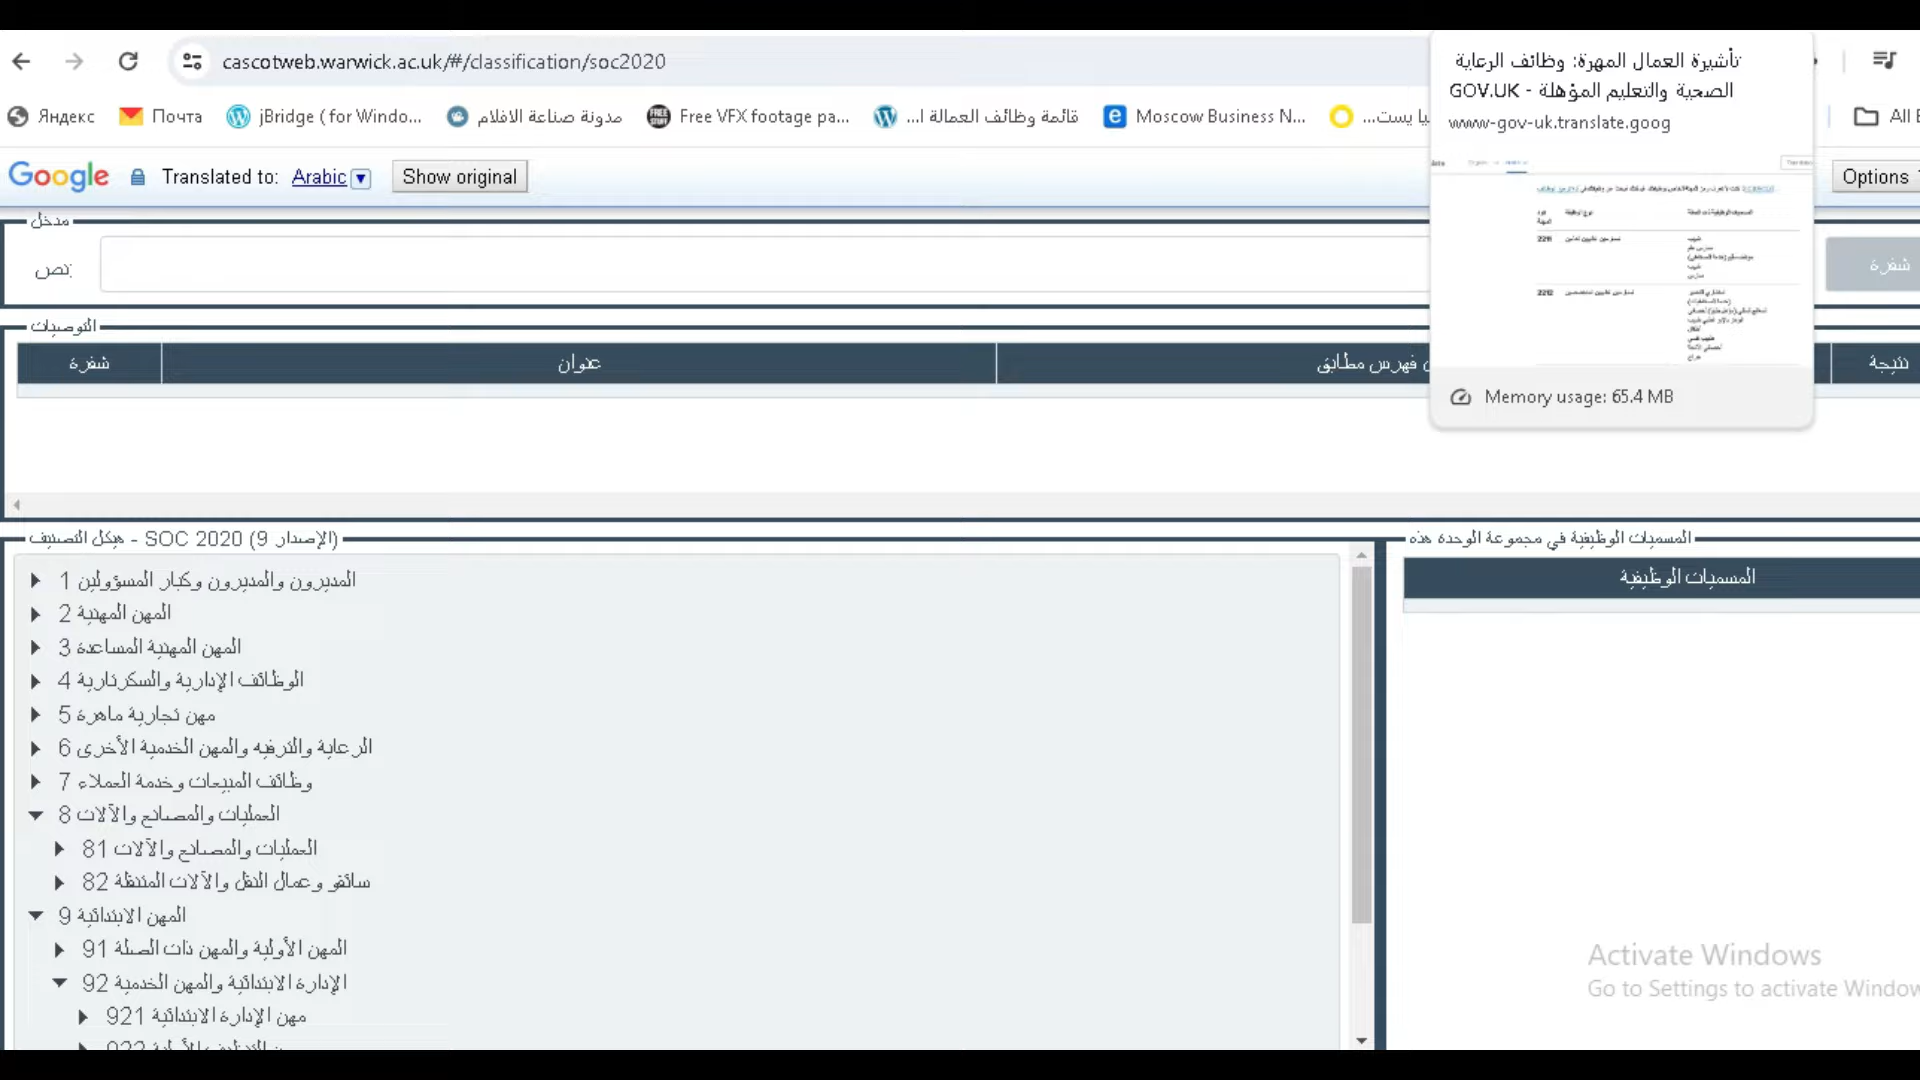 cascotweb.warwick.ac.uk/#/classification/soc2020
تأشيرة العمال المهرة: وظائف الرعاية
الصحية والتعليم المؤهلة - GOV.UK
www-gov-uk.translate.goog
Яндекс
Почта
jBridge ( for Windo...
مدونة صناعة الافلام
Free VFX footage pa...
قائمة وظائف العمالة ا...
Moscow Business N...
يا يست...
All
Google
Translated to: Arabic
Show original
Options
مدخل
نص:
شفرة
التوصيات
شفرة
عنوان
فهرس مطابق
نتيجة
2211
2212
Memory usage: 65.4 MB
هيكل التصنيف - SOC 2020 (الإصدار 9)
المسميات الوظيفية في مجموعة الوحدة هذه
المسميات الوظيفية
1 المديرون والمديرون وكبار المسؤولين
2 المهن المهنية
3 المهن المهنية المساعدة
4 الوظائف الإدارية والسكرتارية
5 مهن تجارية ماهرة
6 الرعاية والترفيه والمهن الخدمية الأخرى
7 وظائف المبيعات وخدمة العملاء
8 العمليات والمصانع والآلات
81 العمليات والمصانع والآلات
82 سائقو وعمال النقل والآلات المتنقلة
9 المهن الابتدائية
91 المهن الأولية والمهن ذات الصلة
92 الإدارة الابتدائية والمهن الخدمية
921 مهن الإدارة الابتدائية
Activate Windows
Go to Settings to activate Window